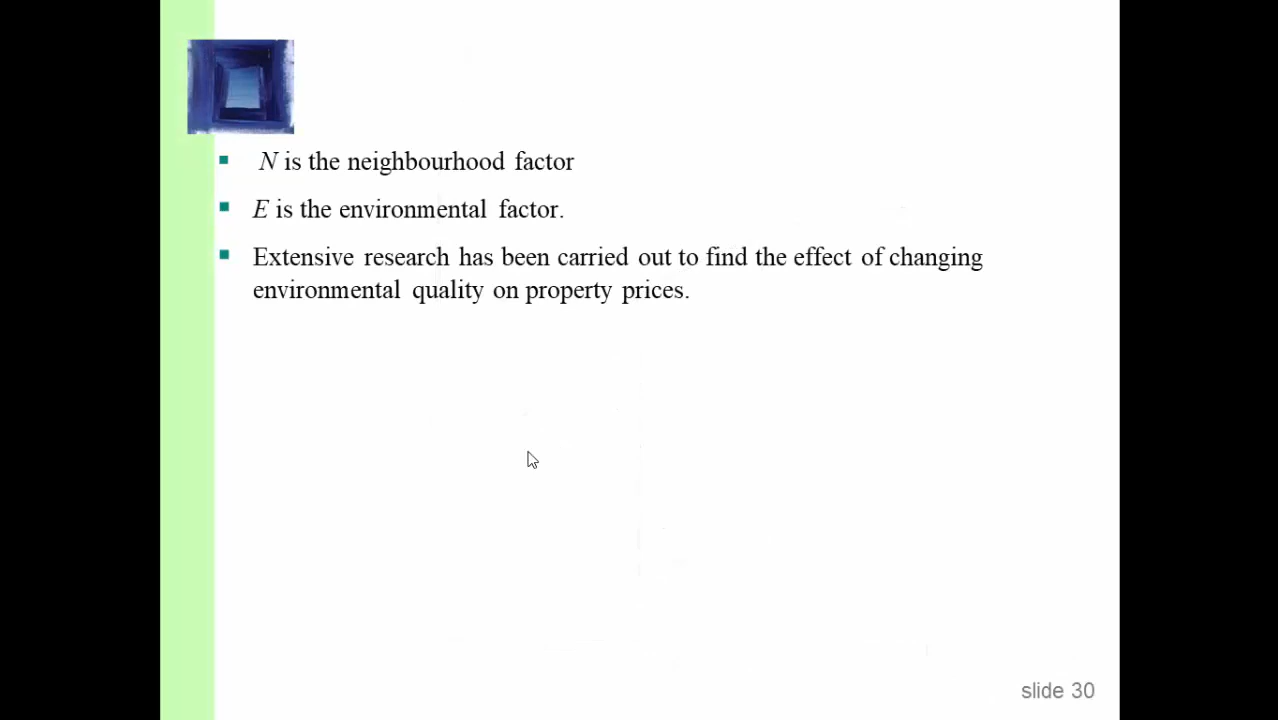 N is the neighbourhood factor
E is the environmental factor.
Extensive research has been carried out to find the effect of changing
environmental quality on property prices.
slide 30